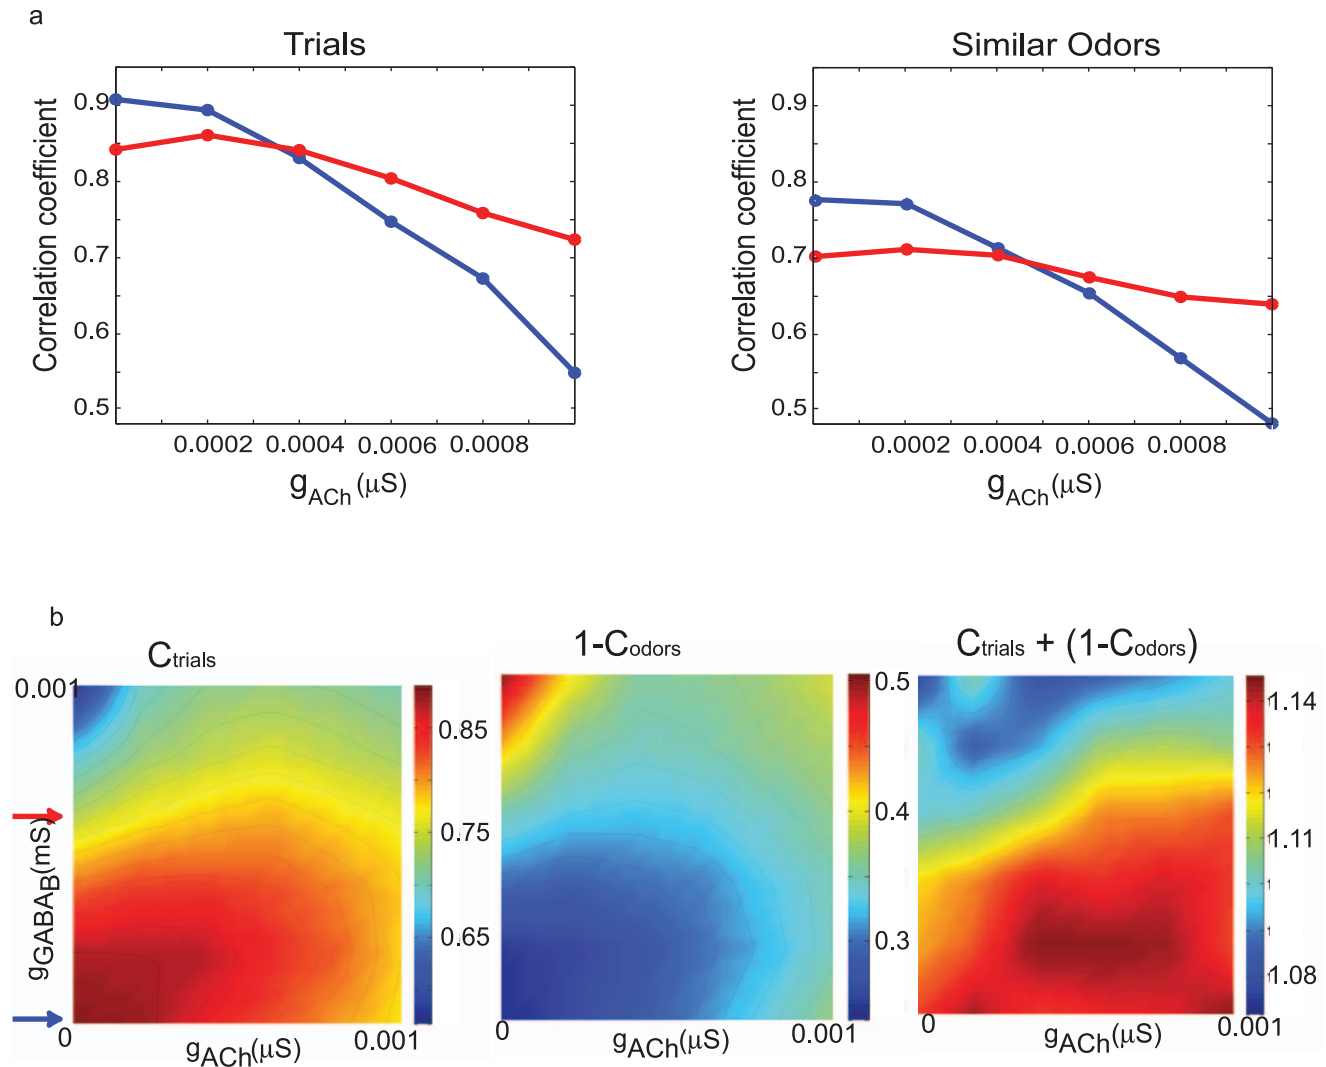 a
Trials
Similar Odors
Correlation coefficient
0.9
0.8
0.7
0.6
0.5
0.0002 0.0004 0.0006 0.0008
gACh (μS)
Correlation coefficient
0.9
0.8
0.7
0.6
0.5
0.0002 0.0004 0.0006 0.0008
gACh (μS)
b
Ctrials
1-Codors
Ctrials + (1-Codors)
gGABAB(mS)
0.001
0
0.001
gACh(μS)
0.85
0.75
0.65
0
0.001
gACh(μS)
0.5
0.4
0.3
0
0.001
gACh(μS)
1.14
1.11
1.08